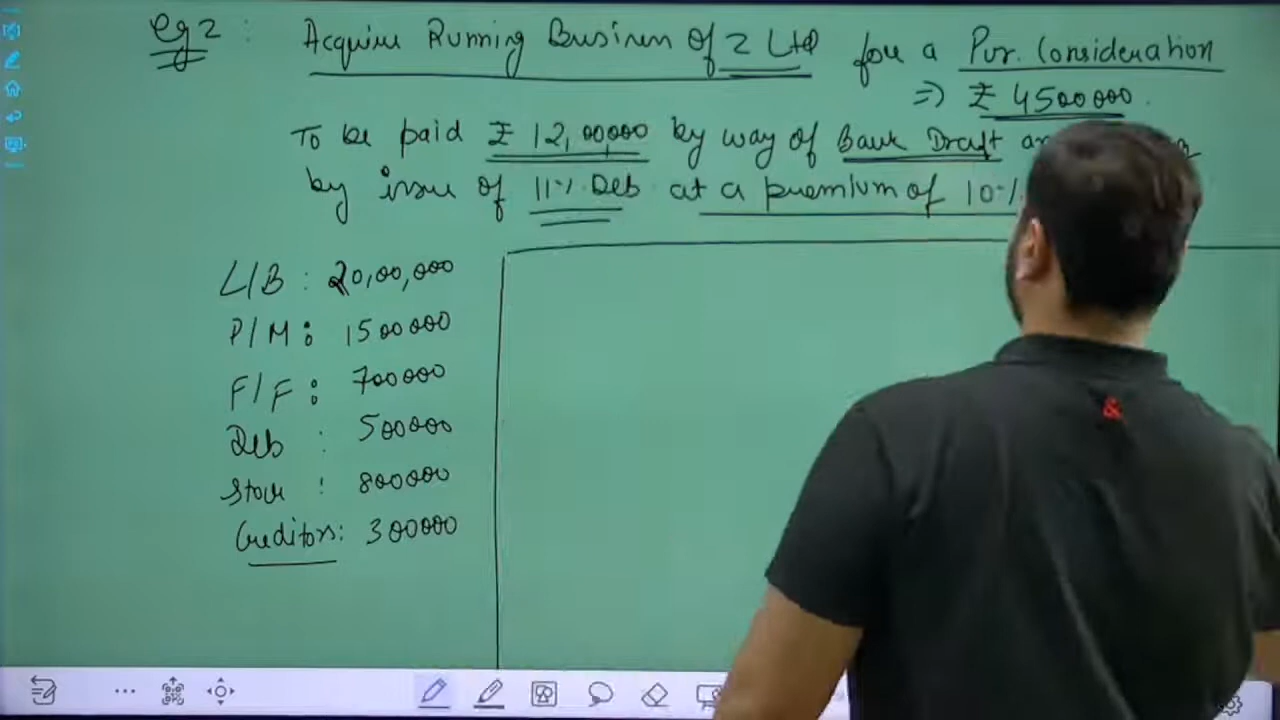 eg 2 : Acquire Running Business of Z Ltd for a Pur. Consideration
⇒ ₹ 4500000.
To be paid ₹ 12,00,000 by way of Bank Draft
by issue of 11% Deb at a premium of 10%
L/B : 20,00,000
P/M : 1500000
F/F : 700000
Deb : 500000
Stock : 800000
Creditors : 300000
&